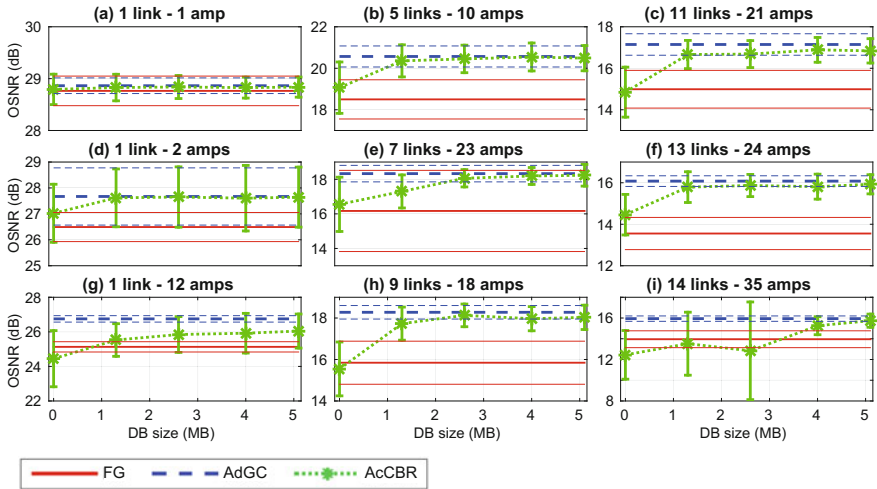 (a) 1 link - 1 amp
(b) 5 links - 10 amps
(c) 11 links - 21 amps
OSNR (dB)
30
29
28
22
20
18
16
14
(d) 1 link - 2 amps
(e) 7 links - 23 amps
(f) 13 links - 24 amps
OSNR (dB)
29
28
27
26
25
18
16
14
18
16
14
12
(g) 1 link - 12 amps
(h) 9 links - 18 amps
(i) 14 links - 35 amps
OSNR (dB)
28
26
24
22
18
16
14
16
12
8
0 1 2 3 4 5
0 1 2 3 4 5
0 1 2 3 4 5
DB size (MB)
DB size (MB)
DB size (MB)
FG AdGC AcCBR